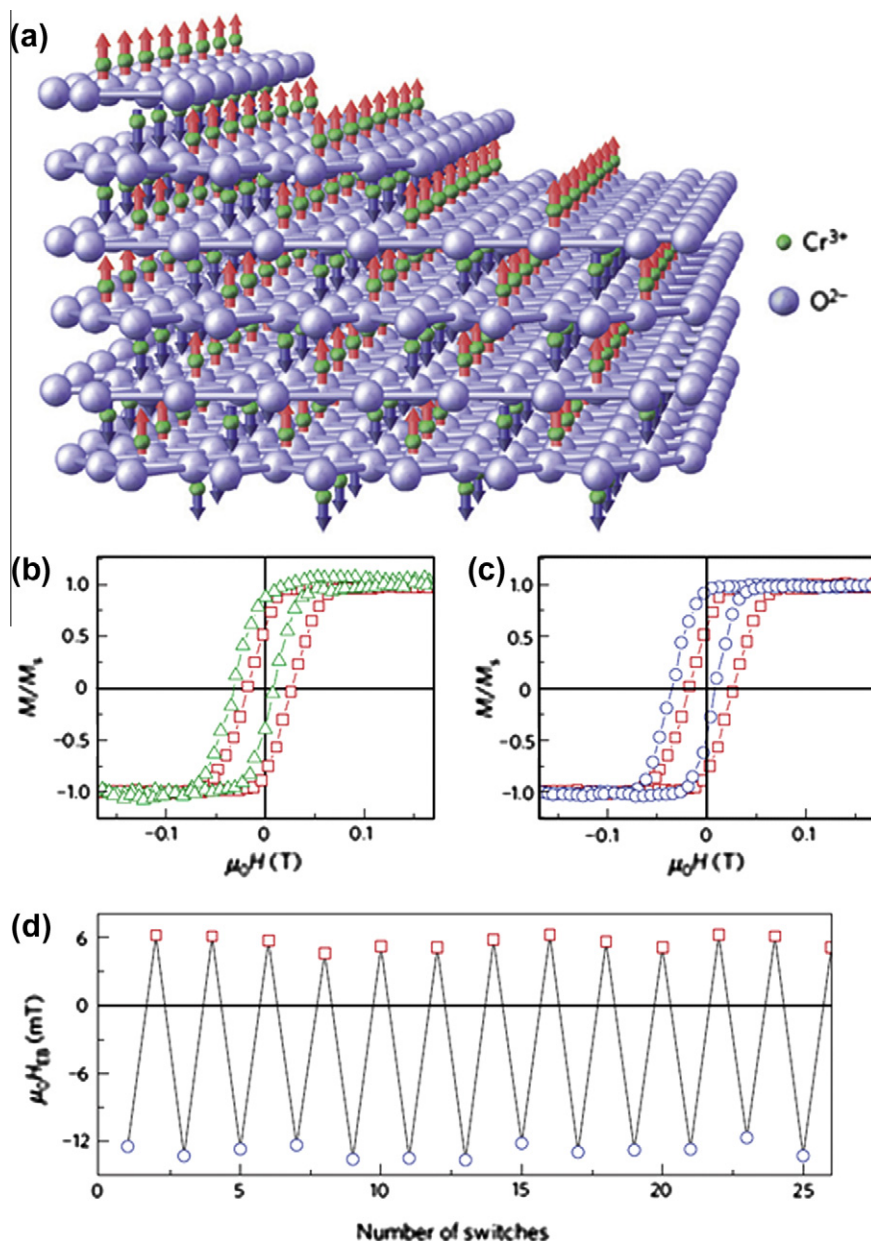 (a)
Cr³⁺
O²⁻
(b)
1.0
0.5
0
−0.5
−1.0
M/Mₛ
−0.1 0 0.1
μ₀H (T)
(c)
1.0
0.5
0
−0.5
−1.0
M/Mₛ
−0.1 0 0.1
μ₀H (T)
(d)
6
0
−6
−12
μ₀H_EB (mT)
0 5 10 15 20 25
Number of switches